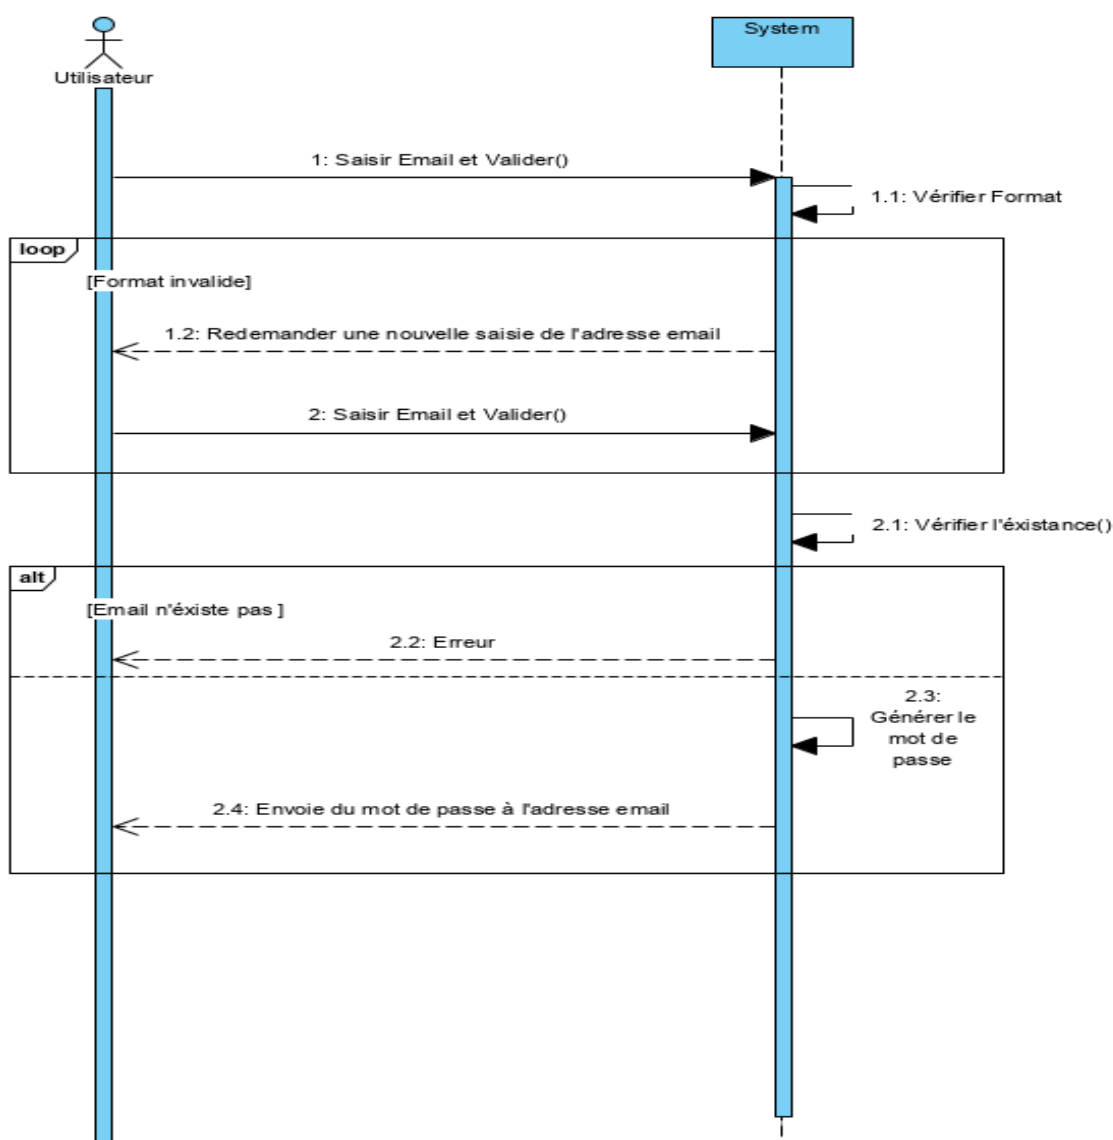 System
Utilisateur
1: Saisir Email et Valider()
1.1: Vérifier Format
loop
[Format invalide]
1.2: Redemander une nouvelle saisie de l'adresse email
2: Saisir Email et Valider()
2.1: Vérifier l'éxistance()
alt
[Email n'éxiste pas ]
2.2: Erreur
2.3:
Générer le
mot de
passe
2.4: Envoie du mot de passe à l'adresse email